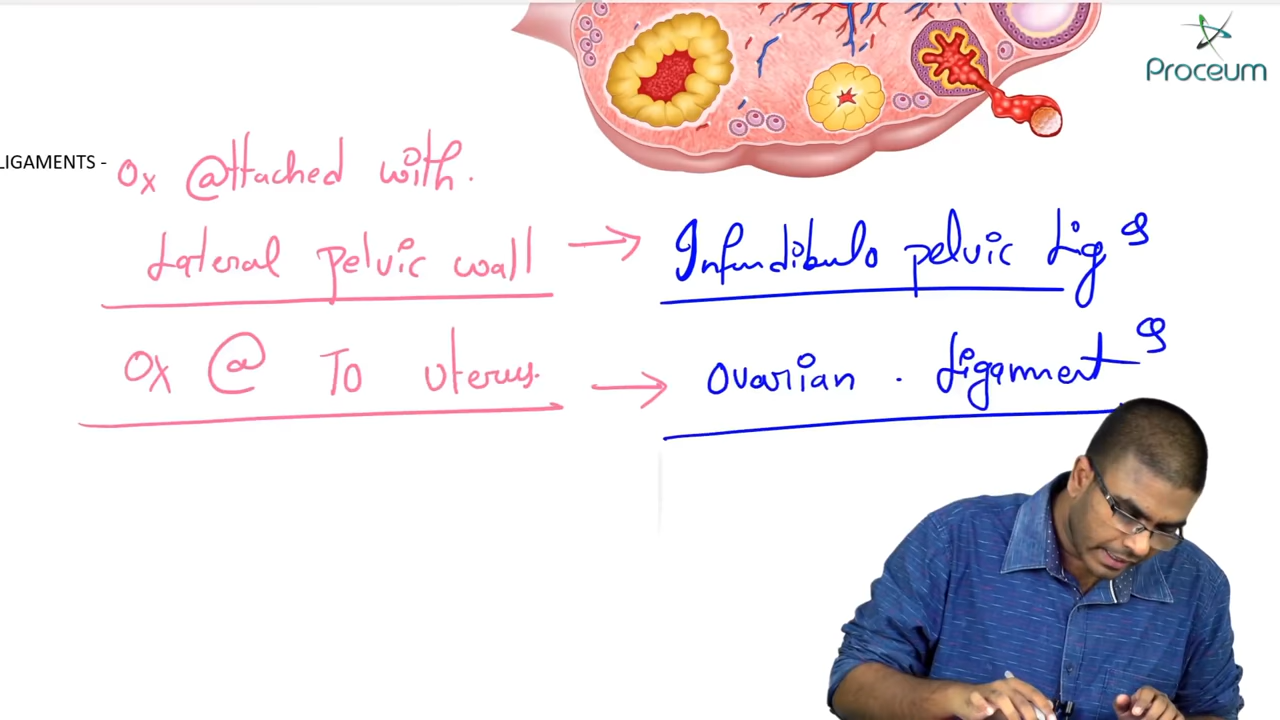 Proceum
LIGAMENTS - Ox @ttached with.
Lateral pelvic wall → Infundibulo pelvic Lig
Ox @ To uterus. → Ovarian . Ligament